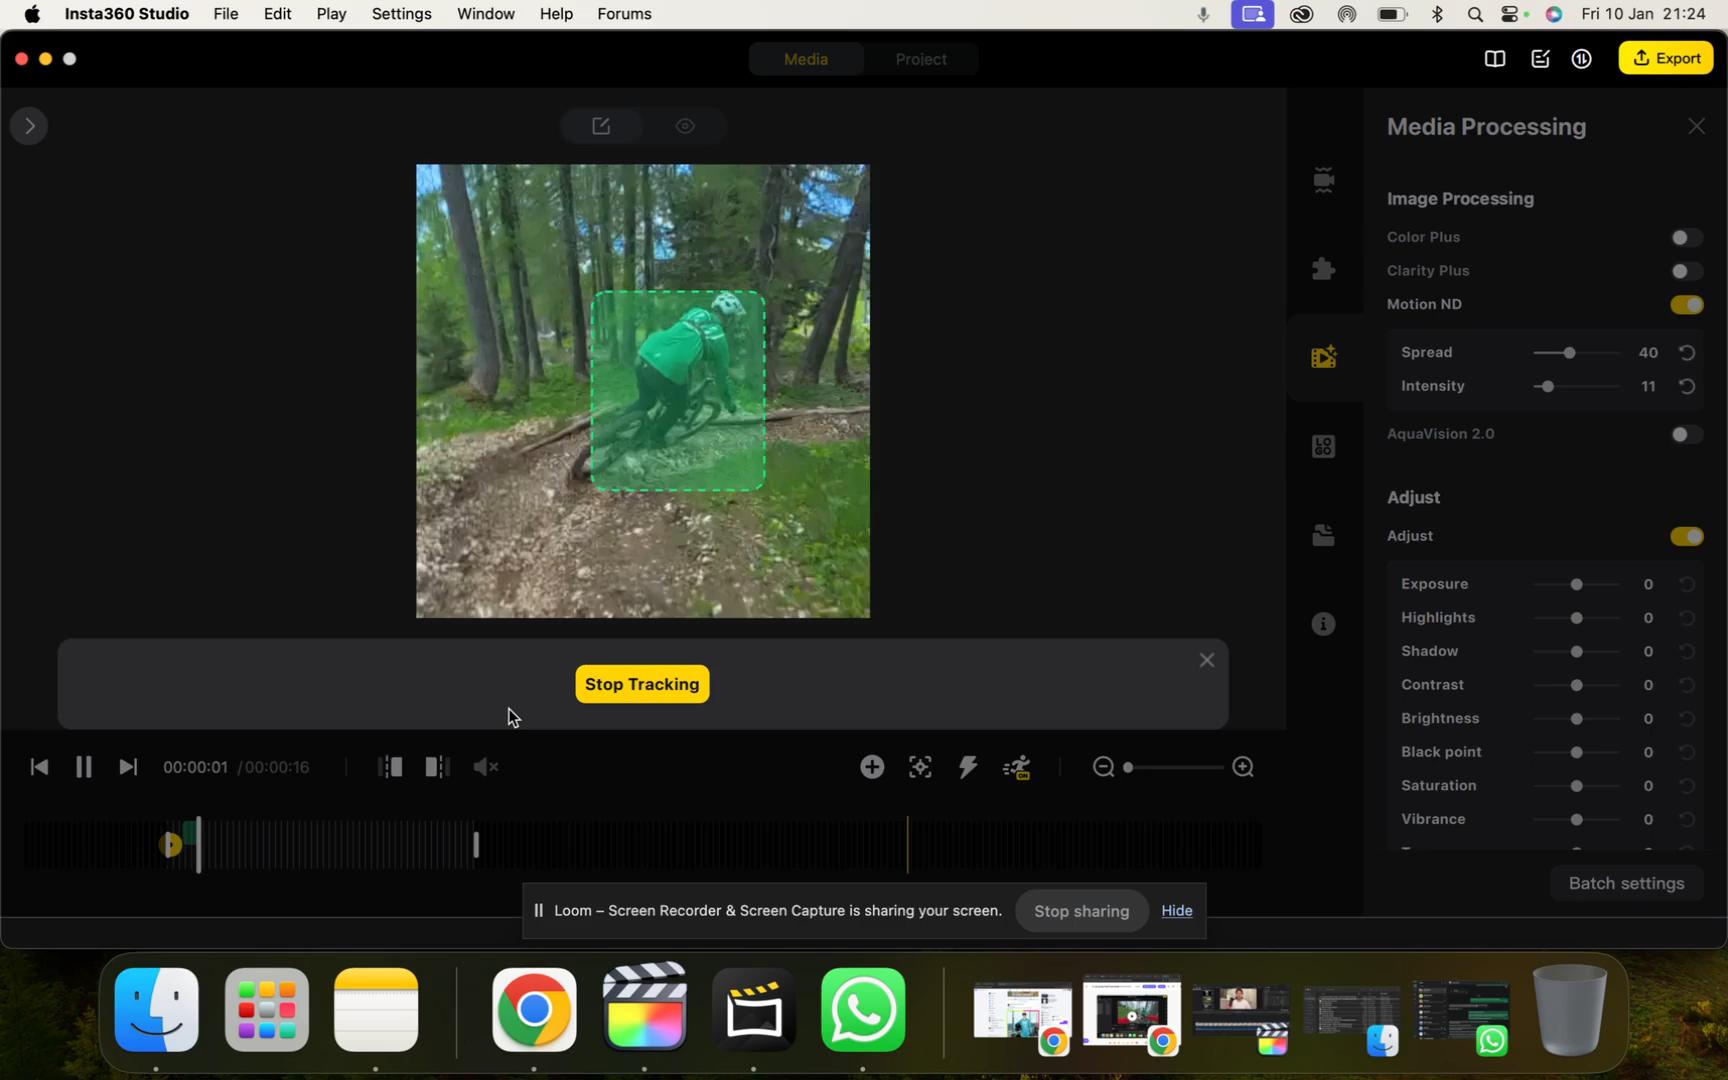 Insta360 Studio File Edit Play Settings Window Help Forums Fri 10 Jan 21:24
Media Project Export
Media Processing
Image Processing
Color Plus
Clarity Plus
Motion ND
Spread 40
Intensity 11
AquaVision 2.0
LO
GO
Adjust
Adjust
Exposure 0
Highlights 0
Shadow 0
Contrast 0
Brightness 0
Black point 0
Saturation 0
Vibrance 0
Stop Tracking
00:00:01 /00:00:16
ON
Batch settings
Loom – Screen Recorder & Screen Capture is sharing your screen. Stop sharing Hide